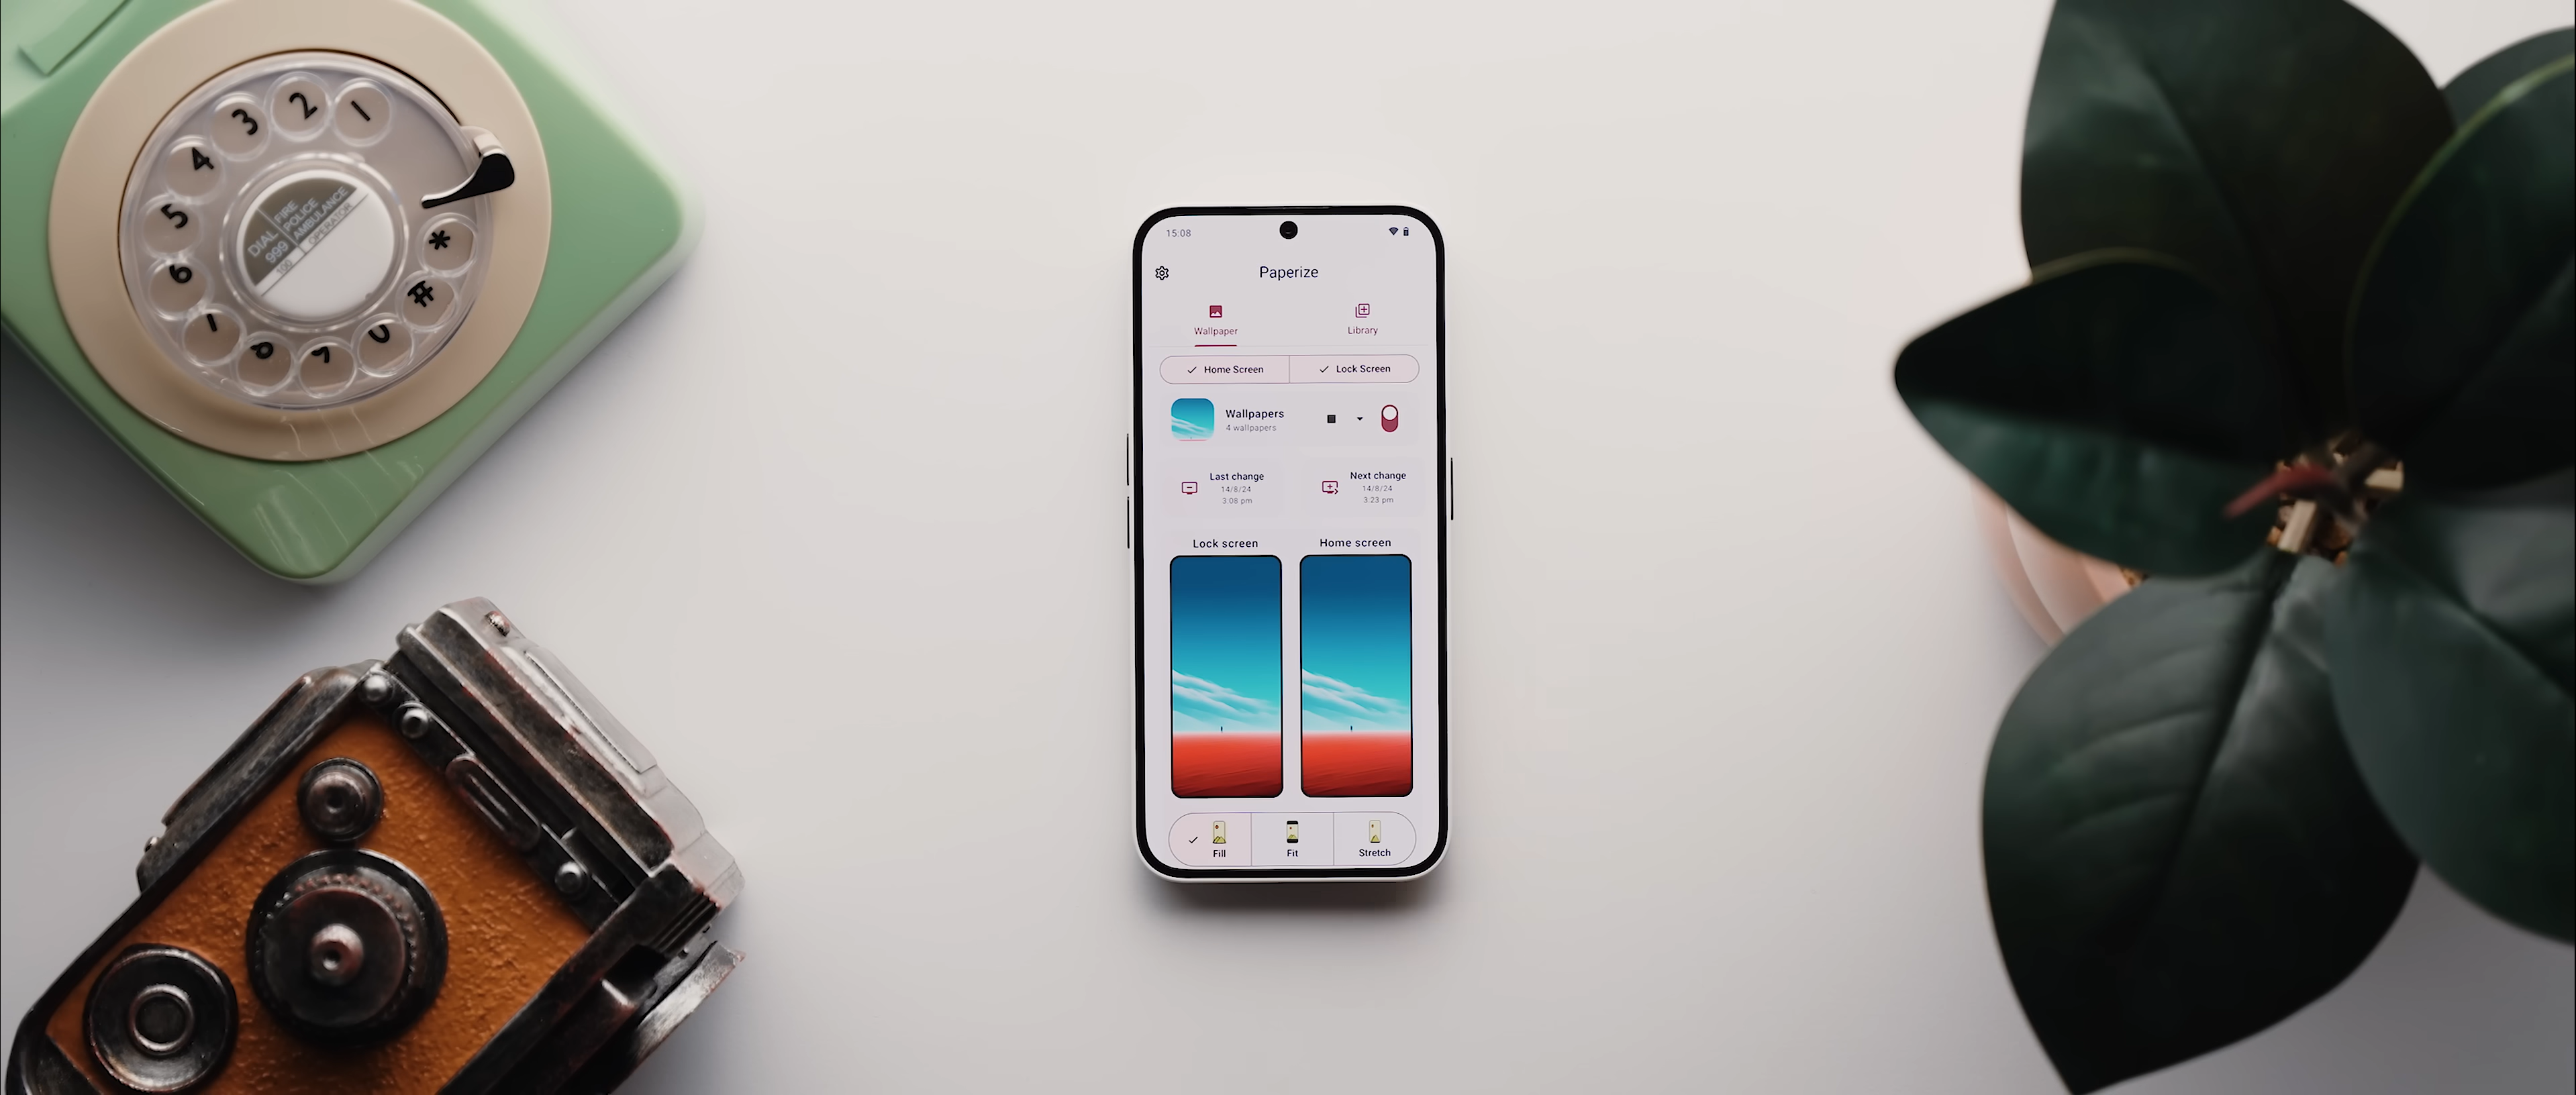 1
2
3
4
5
6
*
#
DIAL
999
FIRE
POLICE
AMBULANCE
100
OPERATOR
15:08
Paperize
Wallpaper
Library
Home Screen
Lock Screen
Wallpapers
4 wallpapers
Last change
14/8/24
3:08 pm
Next change
14/8/24
3:23 pm
Lock screen
Home screen
Fill
Fit
Stretch